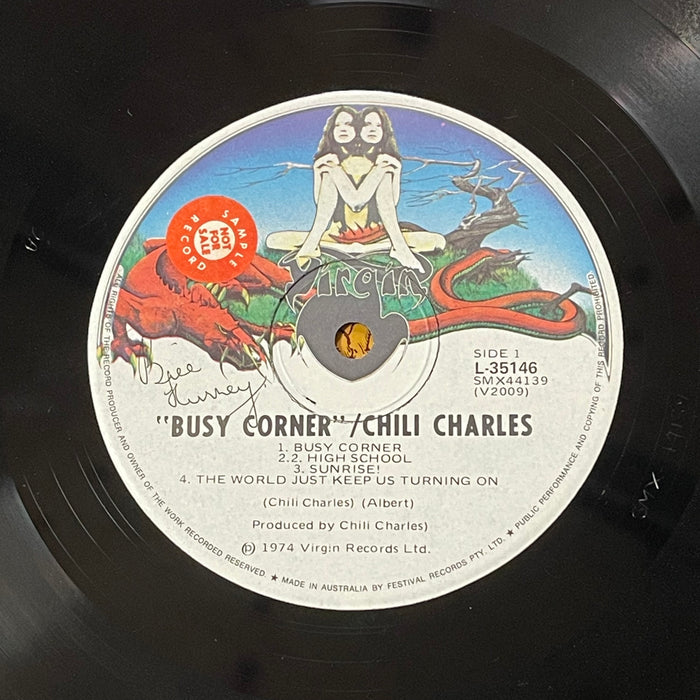 SAMPLE
NOT
FOR
SALE
RECORD
Virgin
SIDE 1
L-35146
SMX44139
(V2009)
Bill
"BUSY CORNER"/CHILI CHARLES
1. BUSY CORNER
2.2. HIGH SCHOOL
3. SUNRISE!
4. THE WORLD JUST KEEP US TURNING ON
(Chili Charles) (Albert)
Produced by Chili Charles)
℗ 1974 Virgin Records Ltd.
ALL RIGHTS OF THE RECORD PRODUCER AND OWNER OF THE WORK RECORDED RESERVED. ★ MADE IN AUSTRALIA BY FESTIVAL RECORDS PTY. LTD. ★ PUBLIC PERFORMANCE AND COPYING OF THIS RECORD PROHIBITED.
SMX